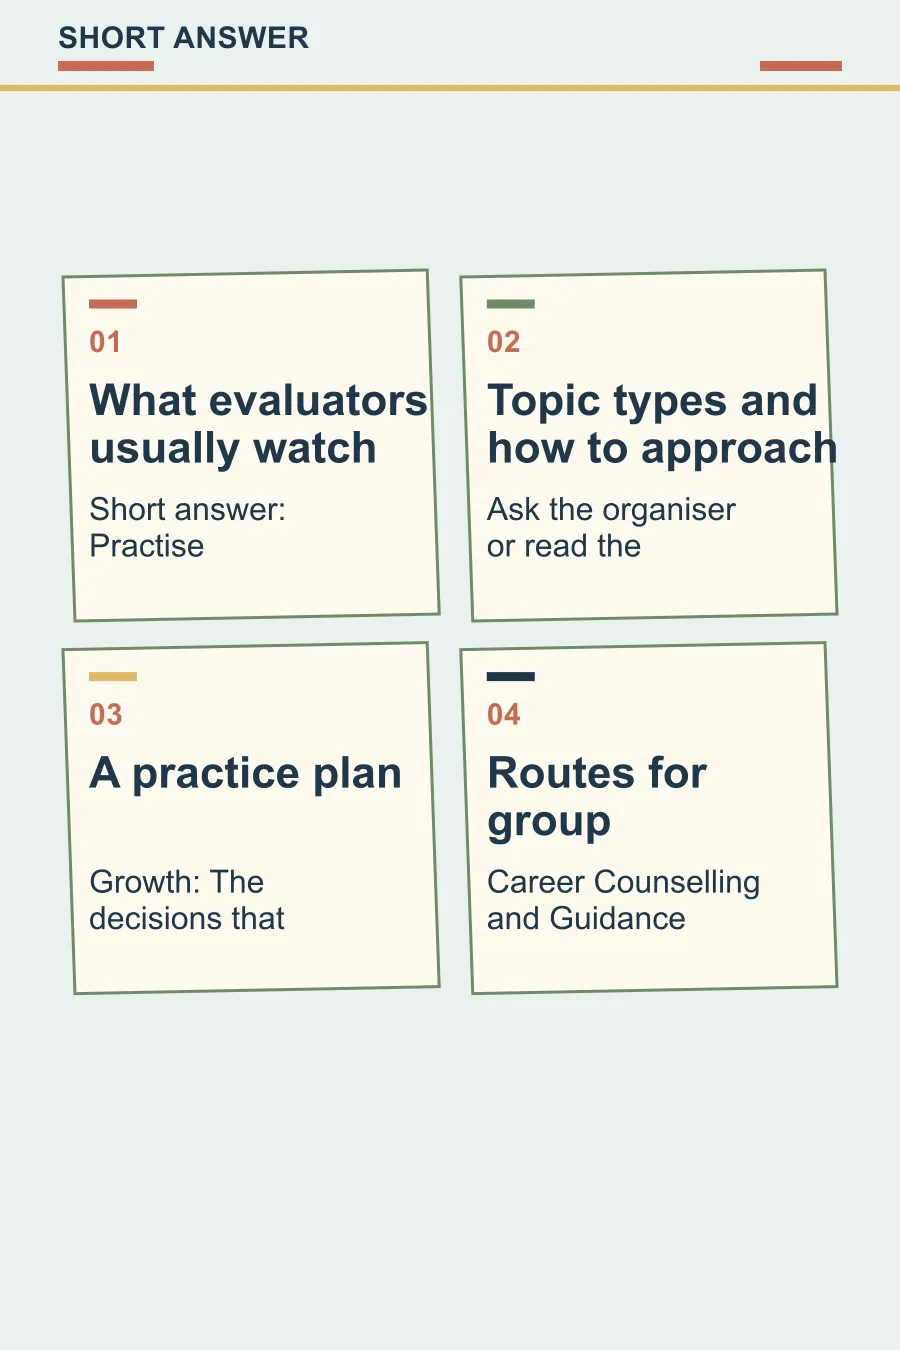 SHORT ANSWER
01
What evaluators
usually watch
Short answer:
Practise
02
Topic types and
how to approach
Ask the organiser
or read the
03
A practice plan
Growth: The
decisions that
04
Routes for
group
Career Counselling
and Guidance